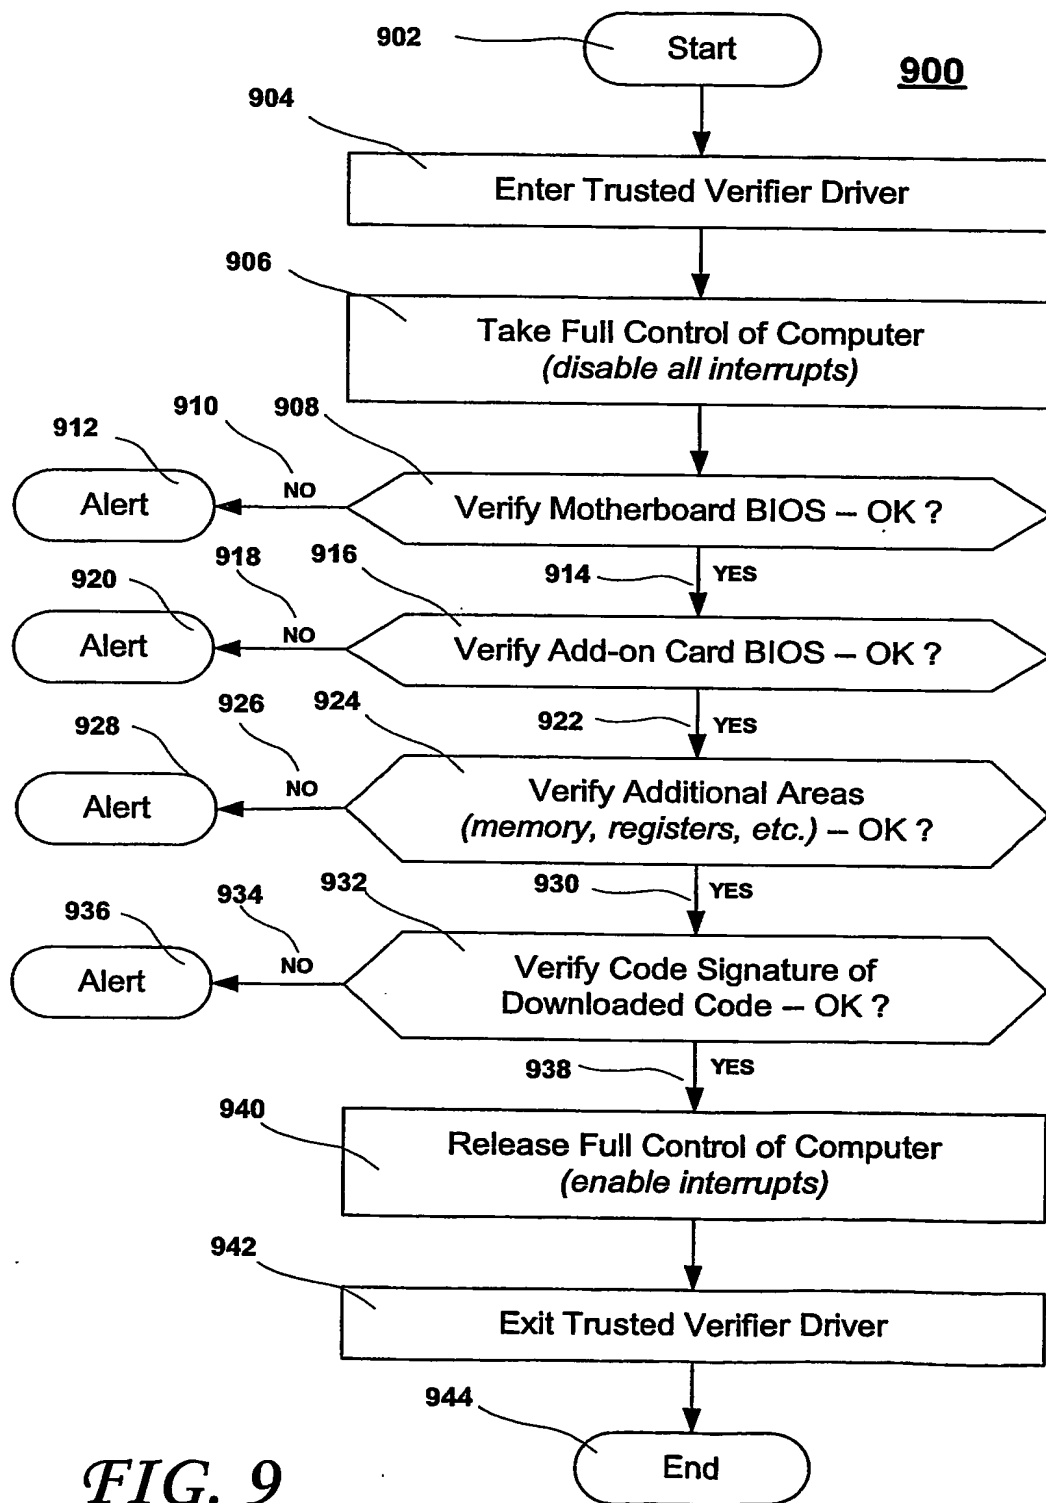 902
Start
900
904
Enter Trusted Verifier Driver
906
Take Full Control of Computer
(disable all interrupts)
910
908
912
Alert
NO
Verify Motherboard BIOS – OK ?
918
916
914
YES
920
Alert
NO
Verify Add-on Card BIOS – OK ?
926
924
922
YES
928
Alert
NO
Verify Additional Areas
(memory, registers, etc.) – OK ?
934
932
930
YES
936
Alert
NO
Verify Code Signature of
Downloaded Code – OK ?
938
YES
940
Release Full Control of Computer
(enable interrupts)
942
Exit Trusted Verifier Driver
944
End
FIG. 9